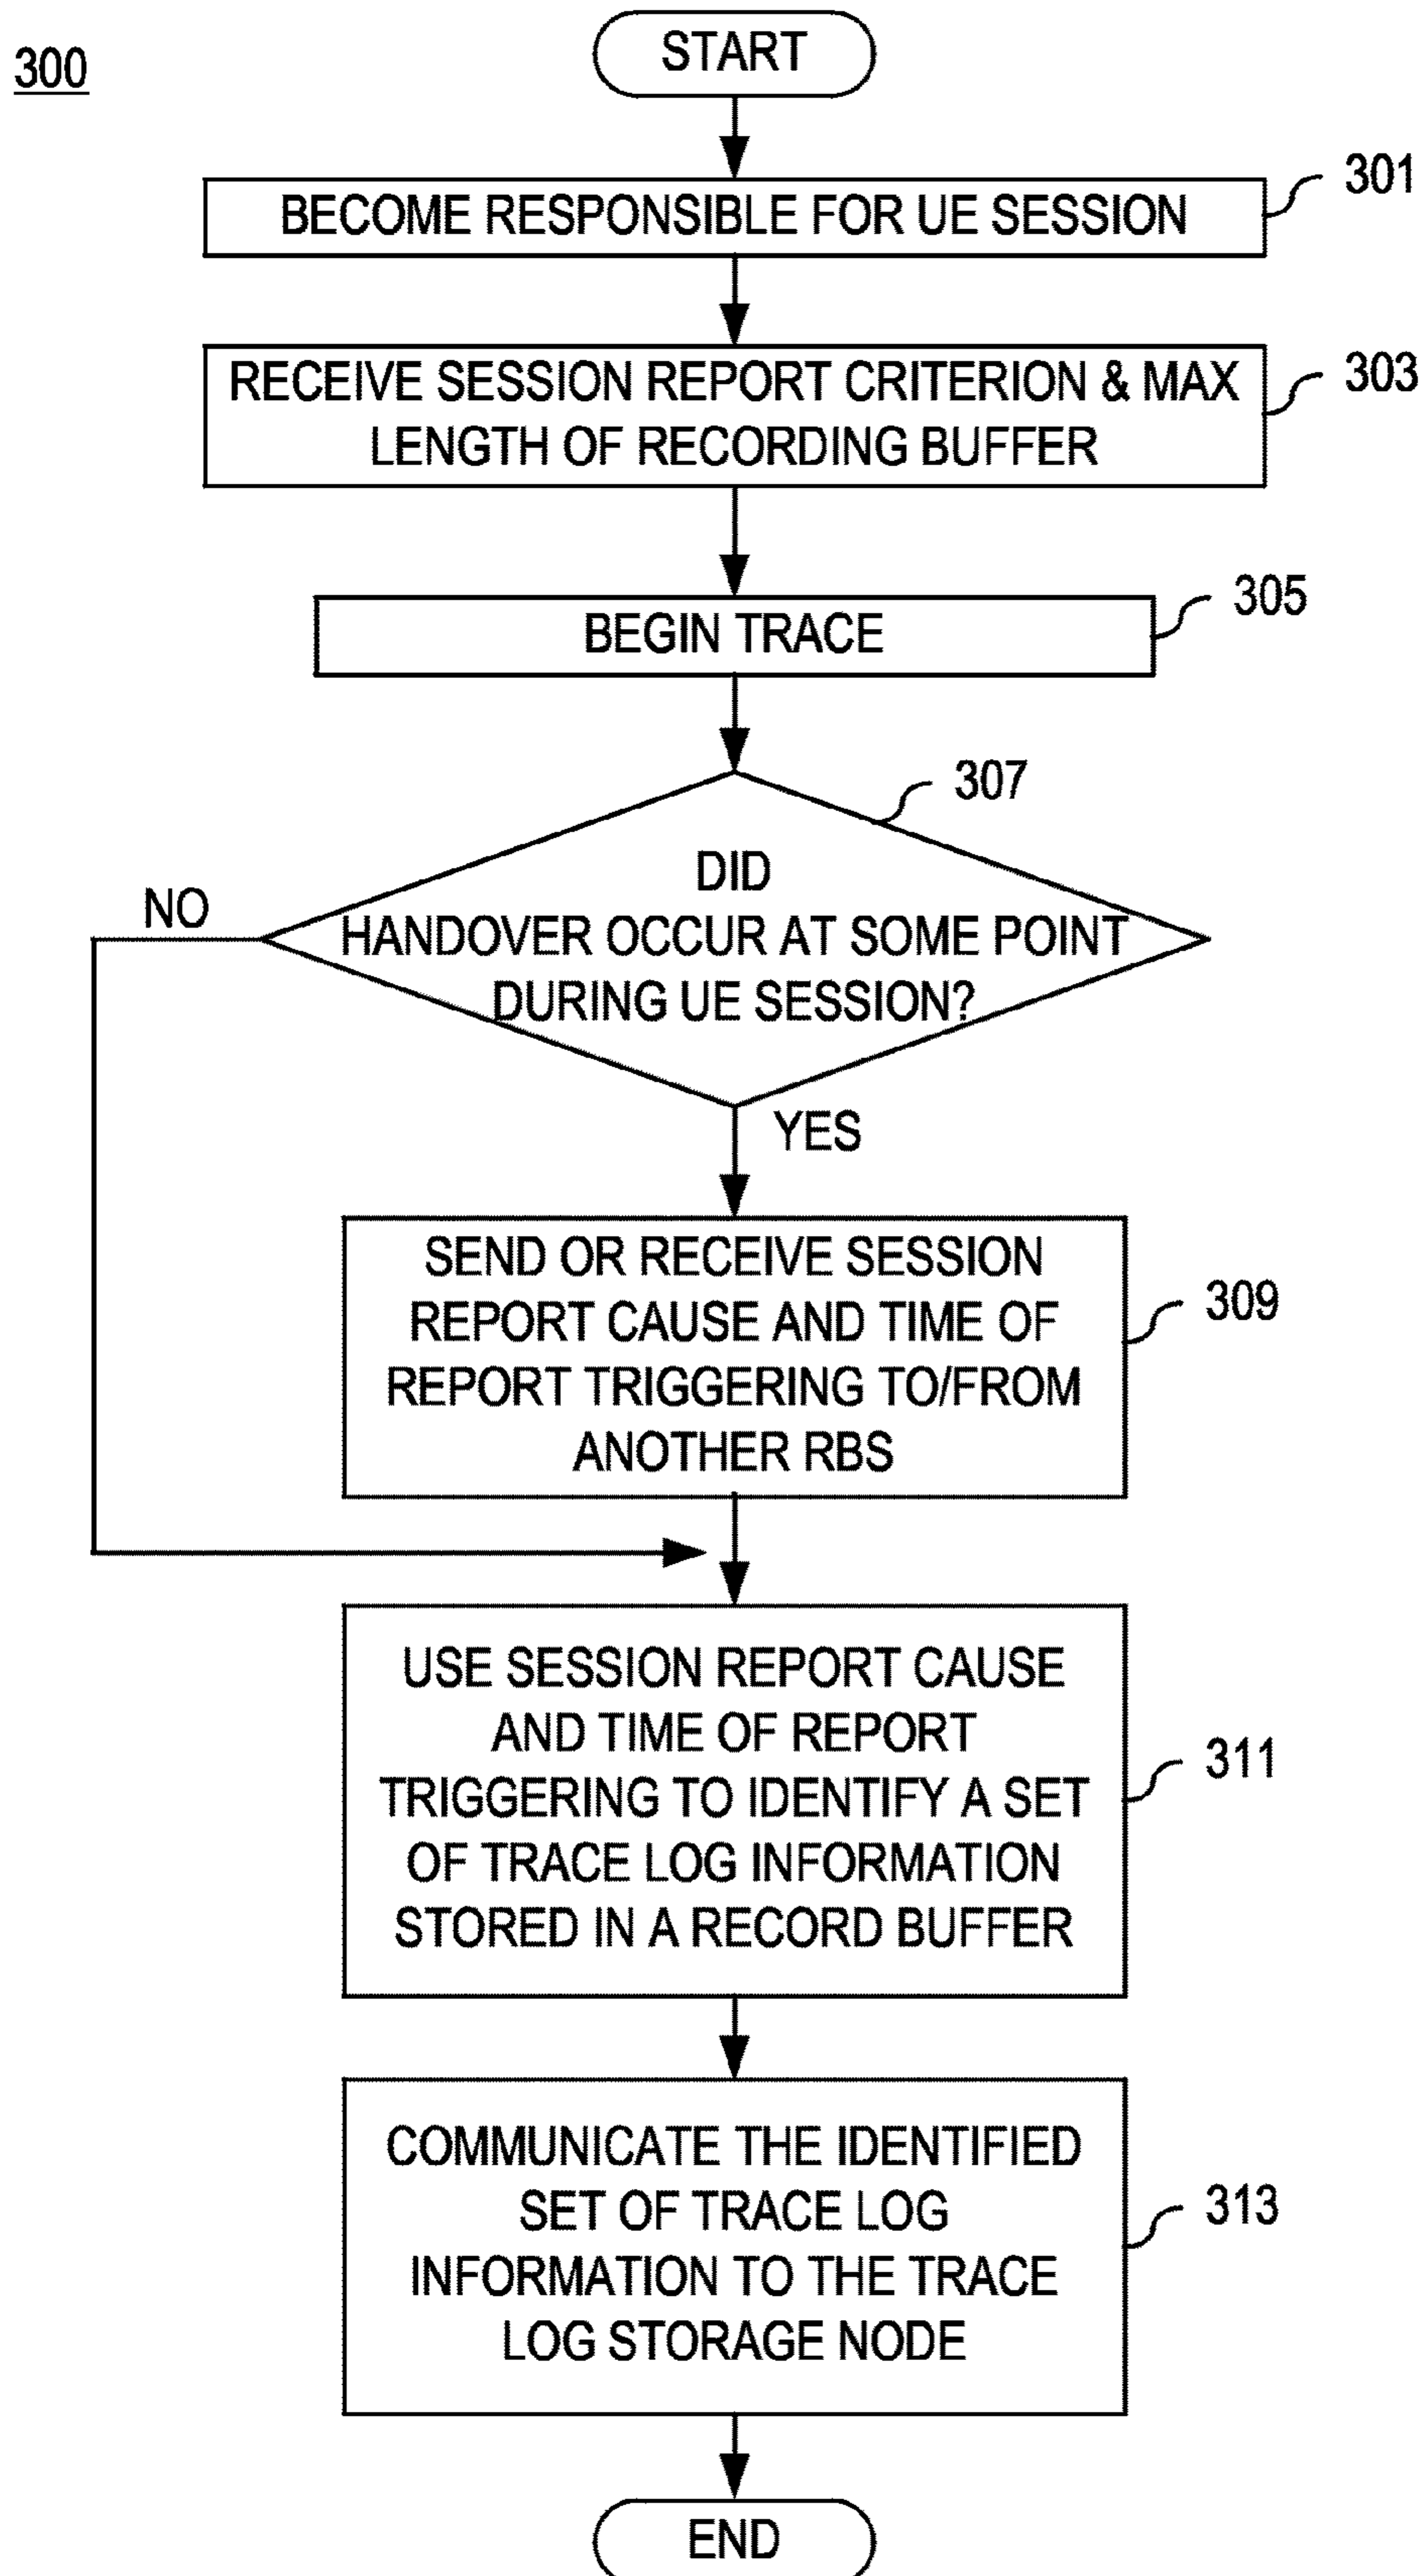 300
START
BECOME RESPONSIBLE FOR UE SESSION
301
RECEIVE SESSION REPORT CRITERION & MAX
LENGTH OF RECORDING BUFFER
303
BEGIN TRACE
305
307
DID
HANDOVER OCCUR AT SOME POINT
DURING UE SESSION?
NO
YES
SEND OR RECEIVE SESSION
REPORT CAUSE AND TIME OF
REPORT TRIGGERING TO/FROM
ANOTHER RBS
309
USE SESSION REPORT CAUSE
AND TIME OF REPORT
TRIGGERING TO IDENTIFY A SET
OF TRACE LOG INFORMATION
STORED IN A RECORD BUFFER
311
COMMUNICATE THE IDENTIFIED
SET OF TRACE LOG
INFORMATION TO THE TRACE
LOG STORAGE NODE
313
END